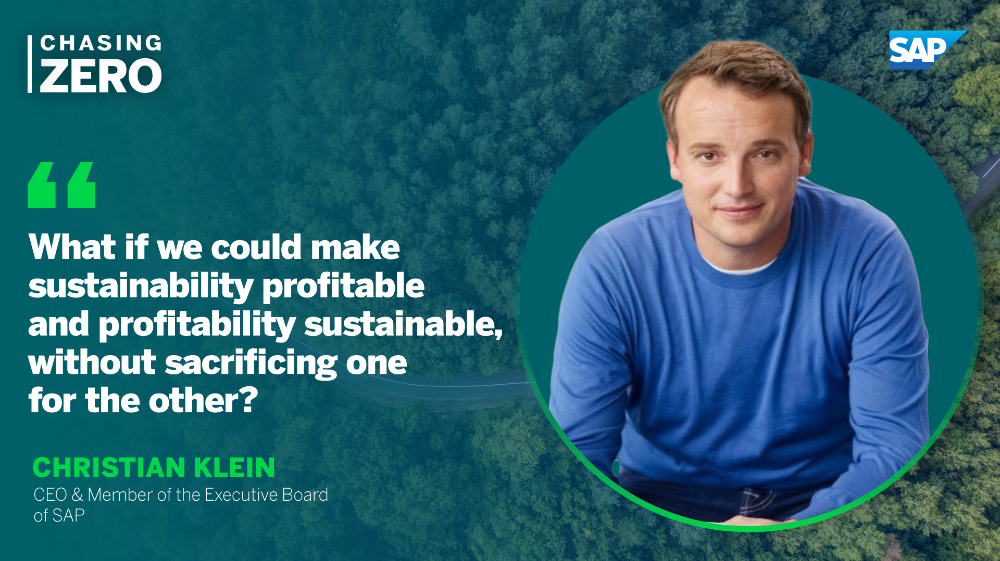 CHASING
ZERO
SAP
“
What if we could make
sustainability profitable
and profitability sustainable,
without sacrificing one
for the other?
CHRISTIAN KLEIN
CEO & Member of the Executive Board
of SAP